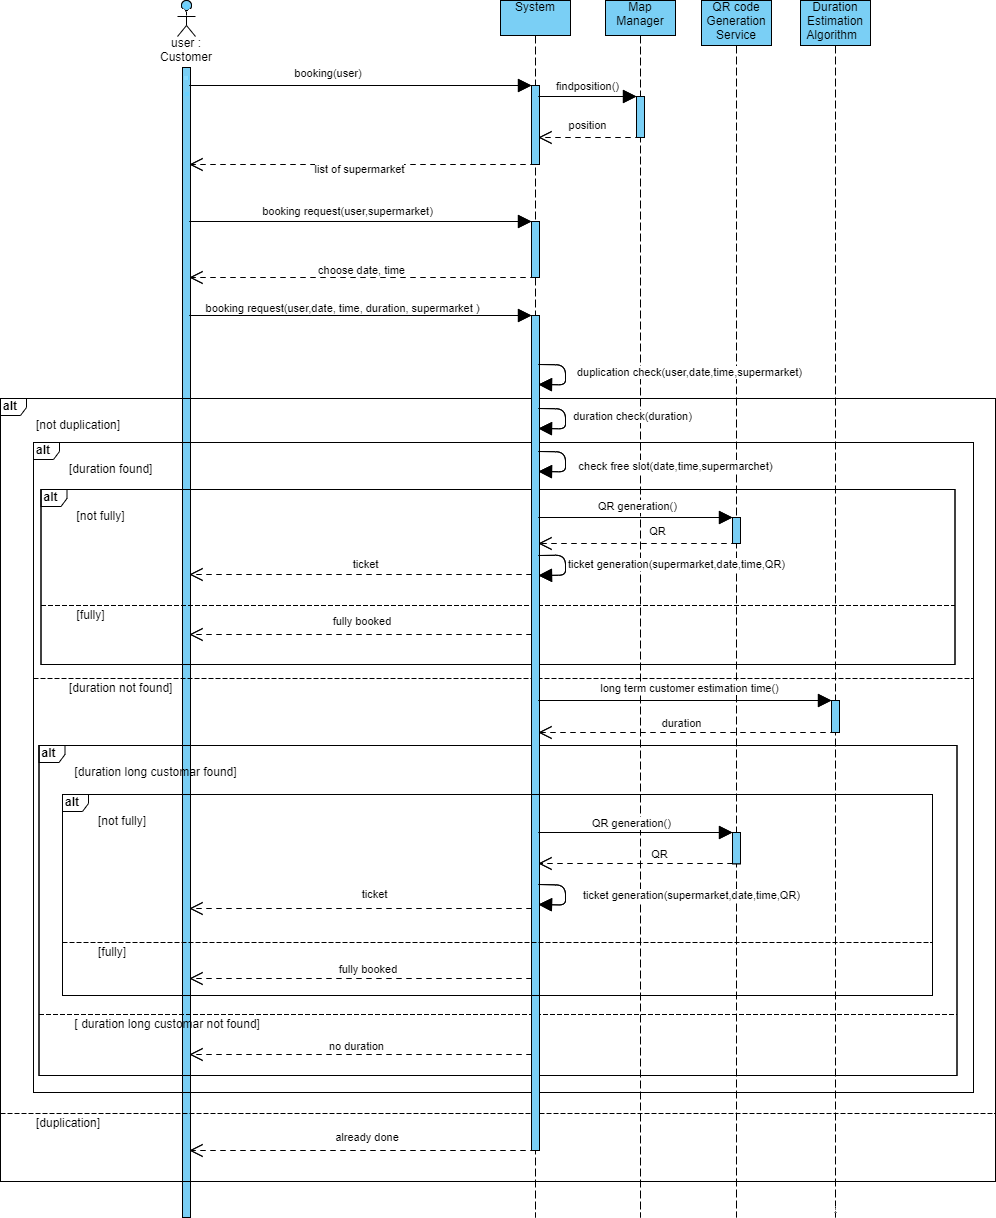 System
Map
Manager
QR code
Generation
Service
Duration
Estimation
Algorithm
user :
Customer
booking(user)
findposition()
position
list of supermarket
booking request(user,supermarket)
choose date, time
booking request(user,date, time, duration, supermarket )
duplication check(user,date,time,supermarket)
alt
[not duplication]
duration check(duration)
alt
[duration found]
check free slot(date,time,supermarchet)
alt
[not fully]
QR generation()
QR
ticket
ticket generation(supermarket,date,time,QR)
[fully]
fully booked
[duration not found]
long term customer estimation time()
duration
alt
[duration long customar found]
alt
[not fully]
QR generation()
QR
ticket
ticket generation(supermarket,date,time,QR)
[fully]
fully booked
[ duration long customar not found]
no duration
[duplication]
already done